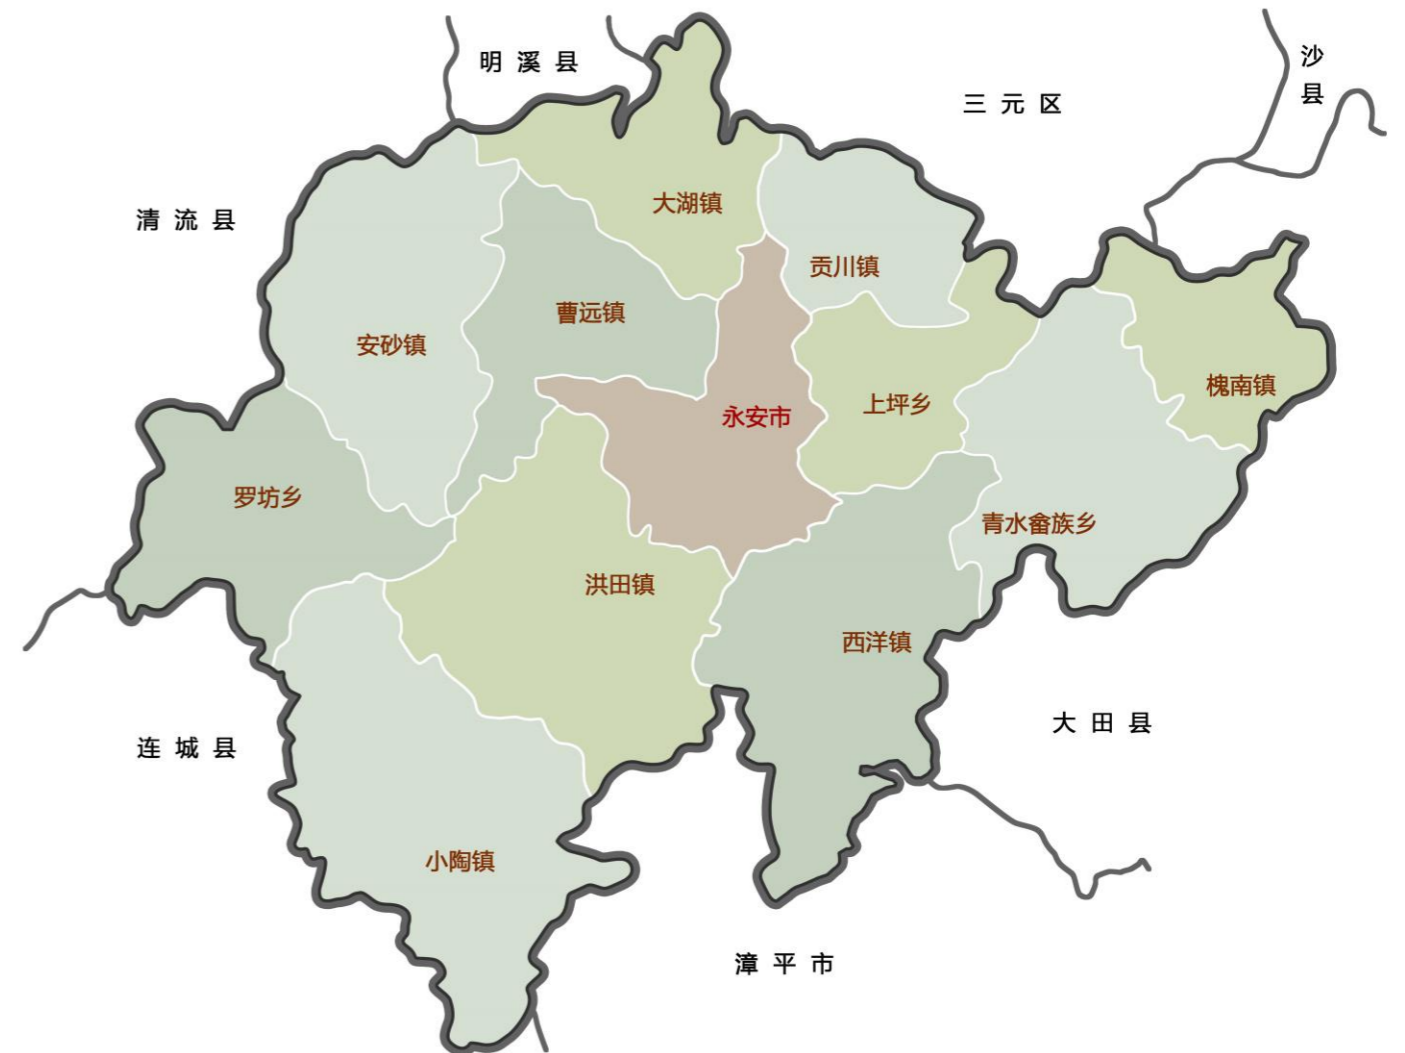 明溪县
沙县
三元区
大湖镇
清流县
贡川镇
曹远镇
安砂镇
槐南镇
上坪乡
永安市
罗坊乡
青水畲族乡
洪田镇
西洋镇
大田县
连城县
小陶镇
漳平市